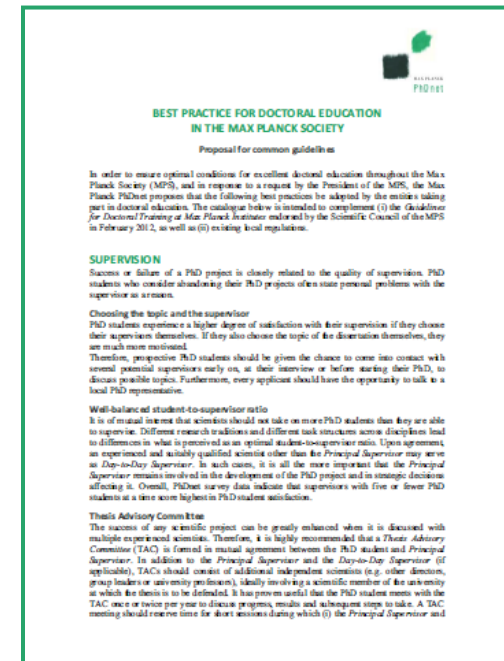 MAX PLANCK
PhDnet
BEST PRACTICE FOR DOCTORAL EDUCATION
IN THE MAX PLANCK SOCIETY
Proposal for common guidelines
In order to ensure optimal conditions for excellent doctoral education throughout the Max
Planck Society (MPS), and in response to a request by the President of the MPS, the Max
Planck PhDnet proposes that the following best practices be adopted by the entities taking
part in doctoral education. The catalogue below is intended to complement (i) the Guidelines
for Doctoral Training at Max Planck Institutes endorsed by the Scientific Council of the MPS
in February 2012, as well as (ii) existing local regulations.
SUPERVISION
Success or failure of a PhD project is closely related to the quality of supervision. PhD
students who consider abandoning their PhD projects often state personal problems with the
supervisor as a reason.
Choosing the topic and the supervisor
PhD students experience a higher degree of satisfaction with their supervision if they choose
their supervisors themselves. If they also choose the topic of the dissertation themselves, they
are much more motivated.
Therefore, prospective PhD students should be given the chance to come into contact with
several potential supervisors early on, at their interview or before starting their PhD, to
discuss possible topics. Furthermore, every applicant should have the opportunity to talk to a
local PhD representative.
Well-balanced student-to-supervisor ratio
It is of mutual interest that scientists should not take on more PhD students than they are able
to supervise. Different research traditions and different task structures across disciplines lead
to differences in what is perceived as an optimal student-to-supervisor ratio. Upon agreement,
an experienced and suitably qualified scientist other than the Principal Supervisor may serve
as Day-to-Day Supervisor. In such cases, it is all the more important that the Principal
Supervisor remains involved in the development of the PhD project and in strategic decisions
affecting it. Overall, PhDnet survey data indicate that supervisors with five or fewer PhD
students at a time score highest in PhD student satisfaction.
Thesis Advisory Committee
The success of any scientific project can be greatly enhanced when it is discussed with
multiple experienced scientists. Therefore, it is highly recommended that a Thesis Advisory
Committee (TAC) is formed in mutual agreement between the PhD student and Principal
Supervisor. In addition to the Principal Supervisor and the Day-to-Day Supervisor (if
applicable), TACs should consist of additional independent scientists (e.g. other directors,
group leaders or university professors), ideally involving a scientific member of the university
at which the thesis is to be defended. It has proven useful that the PhD student meets with the
TAC once or twice per year to discuss progress, results and subsequent steps to take. A TAC
meeting should reserve time for short sessions during which (i) the Principal Supervisor and